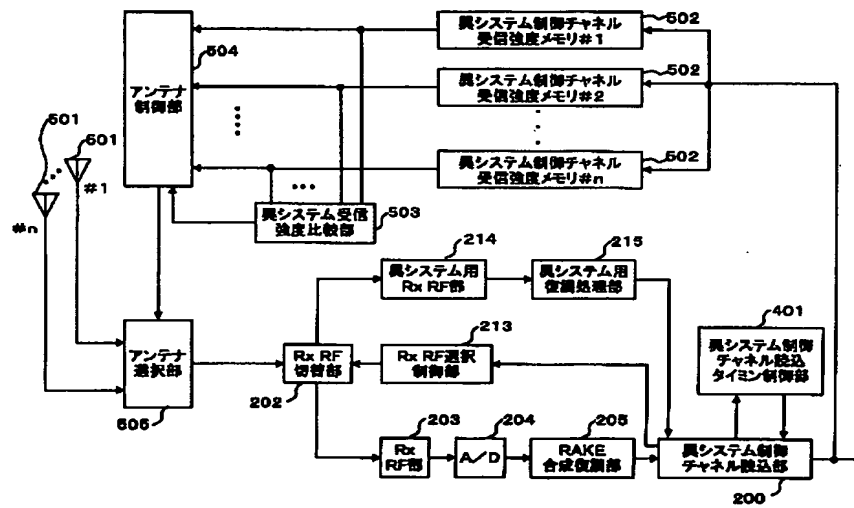 異システム制御チャネル
受信強度メモリ#1
502
504
アンテナ
制御部
異システム制御チャネル
受信強度メモリ#2
502
501
501
#1
#n
異システム制御チャネル
受信強度メモリ#n
502
異システム受信
強度比較部
503
214
異システム用
Rx RF部
215
異システム用
復調処理部
401
異システム制御
チャネル読込
タイミン制御部
アンテナ
選択部
505
Rx RF
切替部
202
213
Rx RF選択
制御部
203
Rx
RF部
204
A/D
205
RAKE
合成復調部
異システム制御
チャネル読込部
200